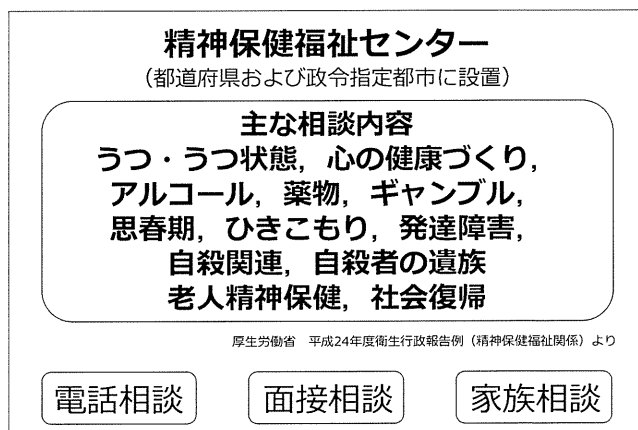 精神保健福祉センター
（都道府県および政令指定都市に設置）
主な相談内容
うつ・うつ状態，心の健康づくり，
アルコール，薬物，ギャンブル，
思春期，ひきこもり，発達障害，
自殺関連，自殺者の遺族
老人精神保健，社会復帰
厚生労働省　平成24年度衛生行政報告例（精神保健福祉関係）より
電話相談
面接相談
家族相談